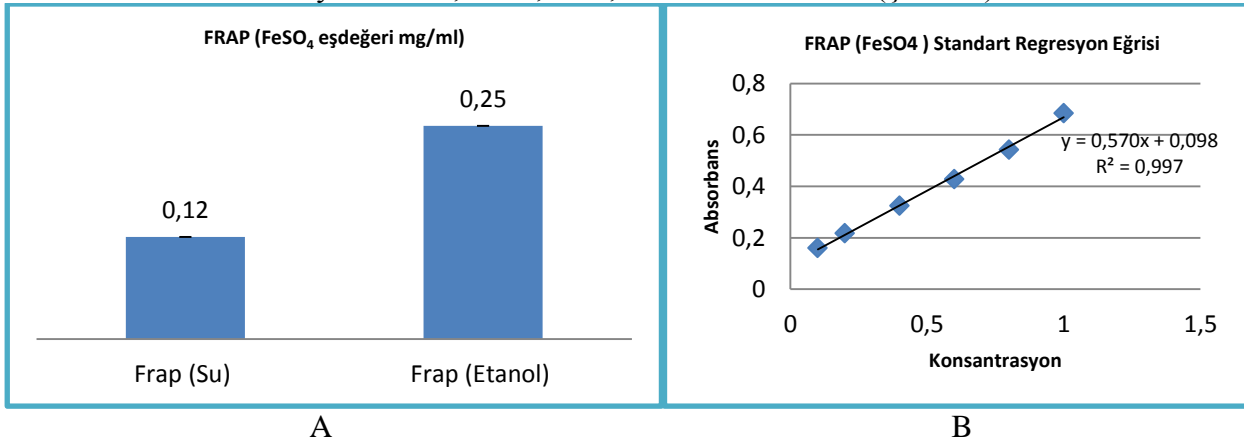 FRAP (FeSO₄ eşdeğeri mg/ml)
0,12
0,25
Frap (Su)
Frap (Etanol)
A
FRAP (FeSO4 ) Standart Regresyon Eğrisi
Absorbans
0,8
0,6
0,4
0,2
0
y = 0,570x + 0,098
R² = 0,997
0
0,5
1
1,5
Konsantrasyon
B